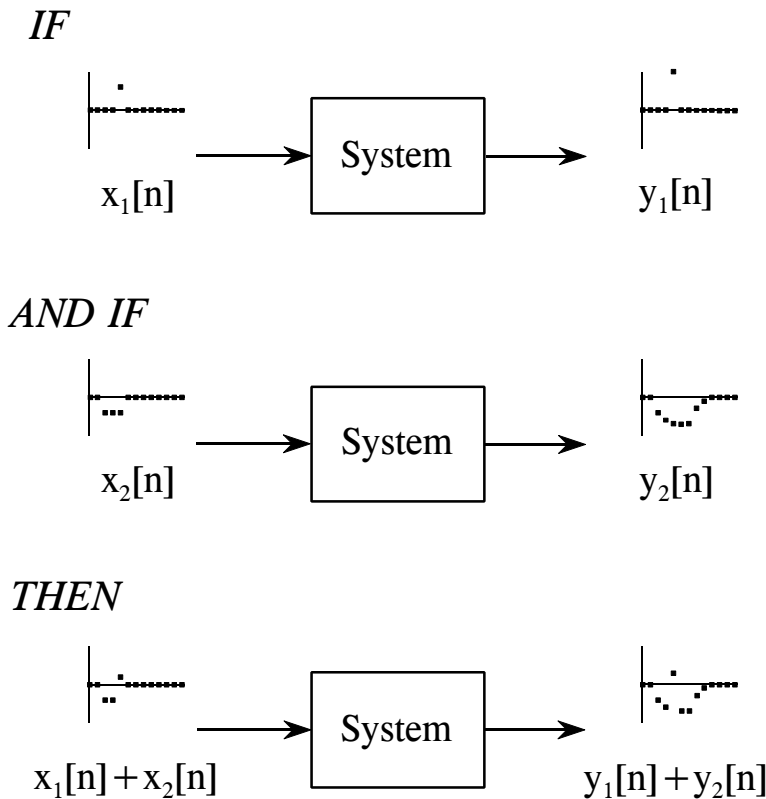 IF
System
x₁[n]
y₁[n]
AND IF
System
x₂[n]
y₂[n]
THEN
System
x₁[n]+x₂[n]
y₁[n]+y₂[n]